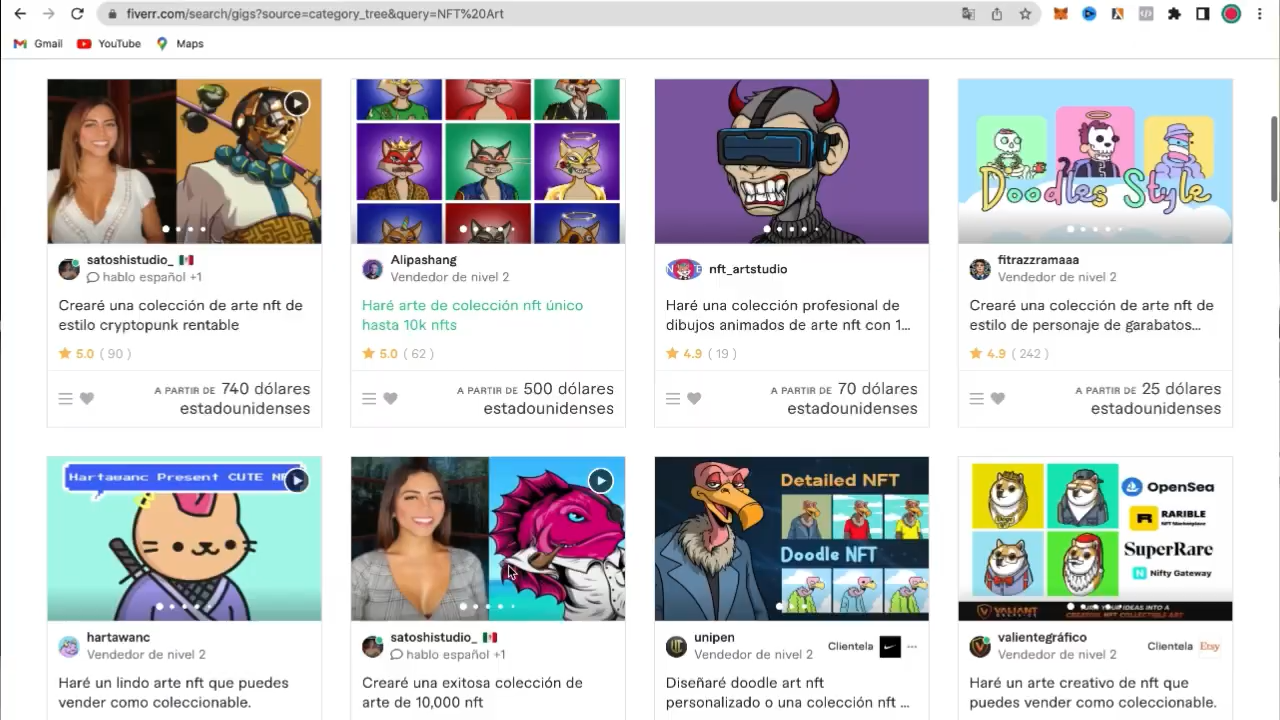 fiverr.com/search/gigs?source=category_tree&query=NFT%20Art
Gmail YouTube Maps
Doodles Style
satoshistudio_
hablo español +1
Crearé una colección de arte nft de
estilo cryptopunk rentable
5.0 ( 90 )
A PARTIR DE 740 dólares
estadounidenses
Alipashang
Vendedor de nivel 2
Haré arte de colección nft único
hasta 10k nfts
5.0 ( 62 )
A PARTIR DE 500 dólares
estadounidenses
nft_artstudio
Haré una colección profesional de
dibujos animados de arte nft con 1...
4.9 ( 19 )
A PARTIR DE 70 dólares
estadounidenses
fitrazzramaaa
Vendedor de nivel 2
Crearé una colección de arte nft de
estilo de personaje de garabatos...
4.9 ( 242 )
A PARTIR DE 25 dólares
estadounidenses
Hartawanc Present CUTE NF
hartawanc
Vendedor de nivel 2
Haré un lindo arte nft que puedes
vender como coleccionable.
satoshistudio_
hablo español +1
Crearé una exitosa colección de
arte de 10,000 nft
Detailed NFT
Doodle NFT
unipen
Vendedor de nivel 2
Clientela
Diseñaré doodle art nft
personalizado o una colección nft ...
OpenSea
RARIBLE
NFT Marketplace
SuperRare
Nifty Gateway
VALIANT
valientegráfico
Vendedor de nivel 2
Clientela Etsy
Haré un arte creativo de nft que
puedes vender como coleccionable.